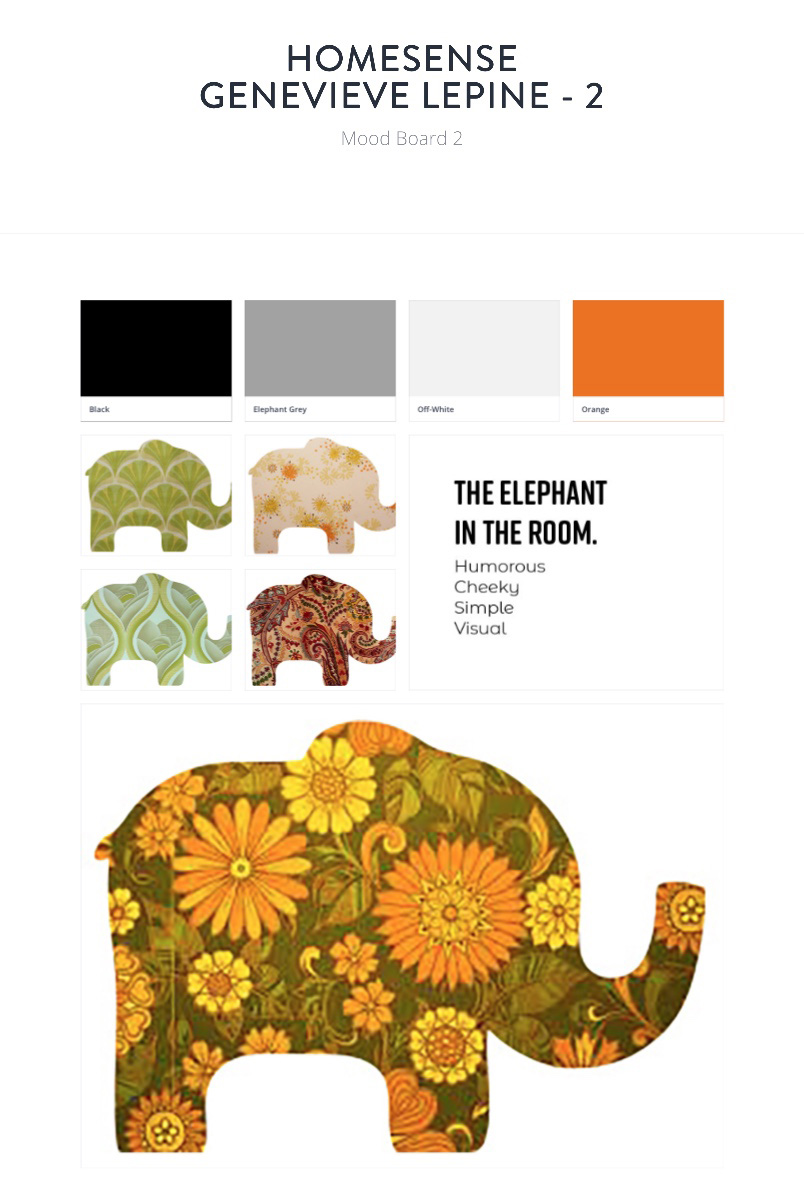 HOMESENSE
GENEVIEVE LEPINE - 2
Mood Board 2
Black
Elephant Grey
Off-White
Orange
THE ELEPHANT
IN THE ROOM.
Humorous
Cheeky
Simple
Visual